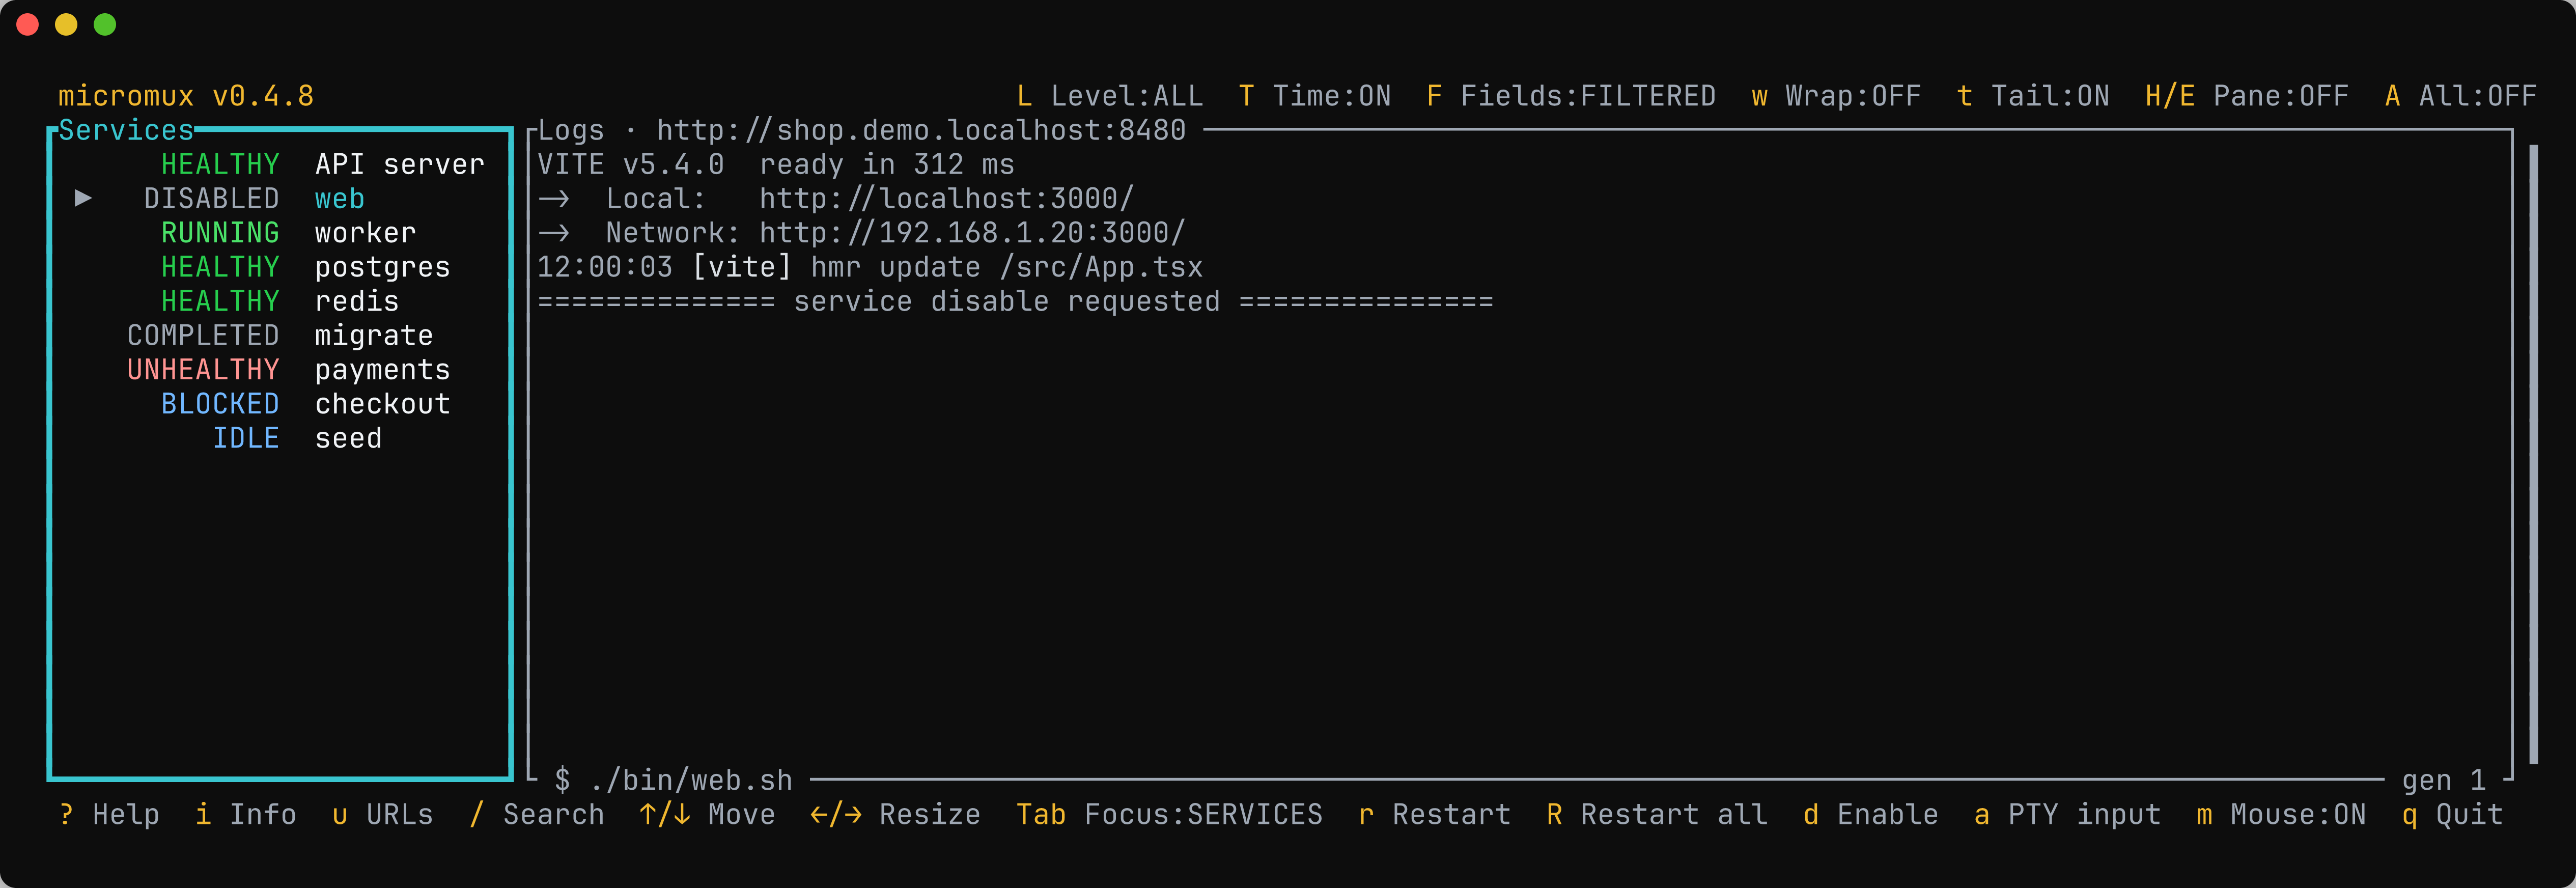 micromux v0.4.8 L Level:ALL T Time:ON F Fields:FILTERED w Wrap:OFF t Tail:ON H/E Pane:OFF A All:OFF
Services
HEALTHY API server
▶ DISABLED web
RUNNING worker
HEALTHY postgres
HEALTHY redis
COMPLETED migrate
UNHEALTHY payments
BLOCKED checkout
IDLE seed
Logs · http://shop.demo.localhost:8480
VITE v5.4.0 ready in 312 ms
--> Local: http://localhost:3000/
--> Network: http://192.168.1.20:3000/
12:00:03 [vite] hmr update /src/App.tsx
============== service disable requested ===============
$ ./bin/web.sh gen 1
? Help i Info u URLs / Search ↑/↓ Move ←/→ Resize Tab Focus:SERVICES r Restart R Restart all d Enable a PTY input m Mouse:ON q Quit